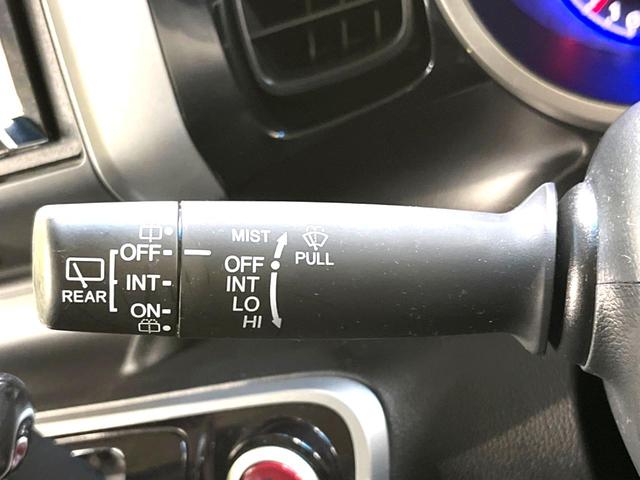 OFF
INT
ON
REAR
MIST
OFF
INT
LO
HI
PULL